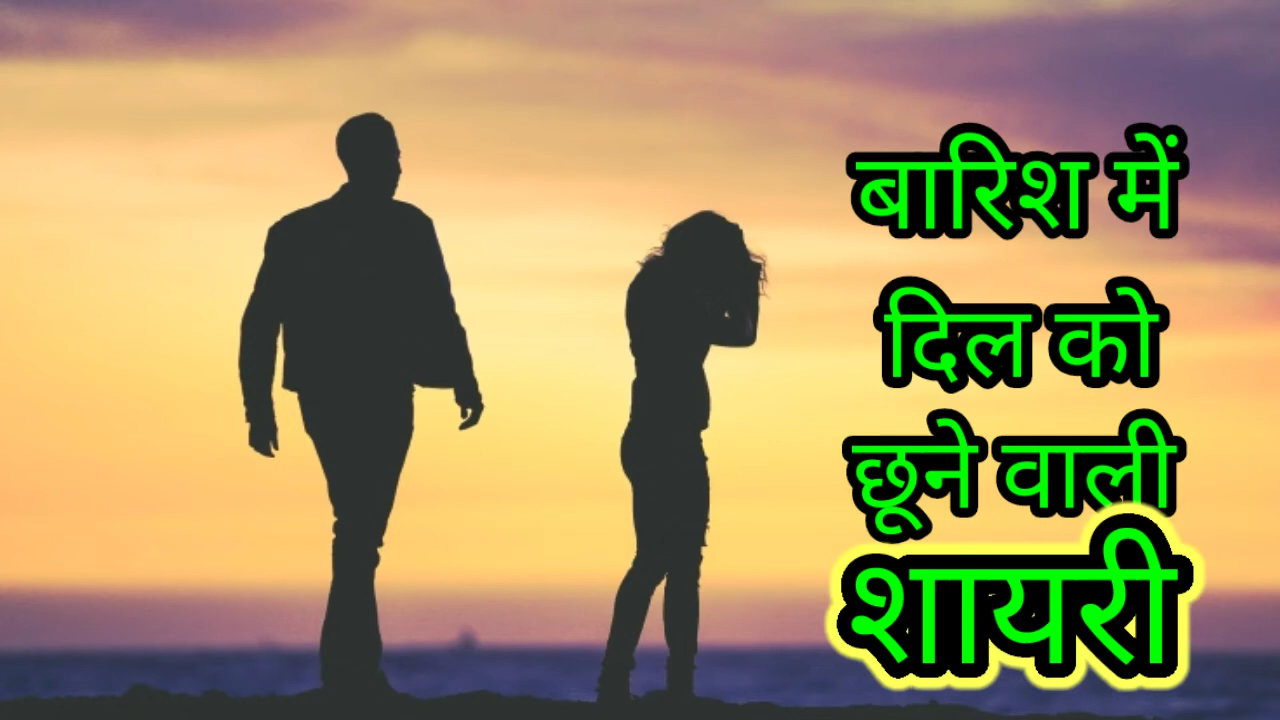 बारिश में
दिल को
छूने वाली
शायरी